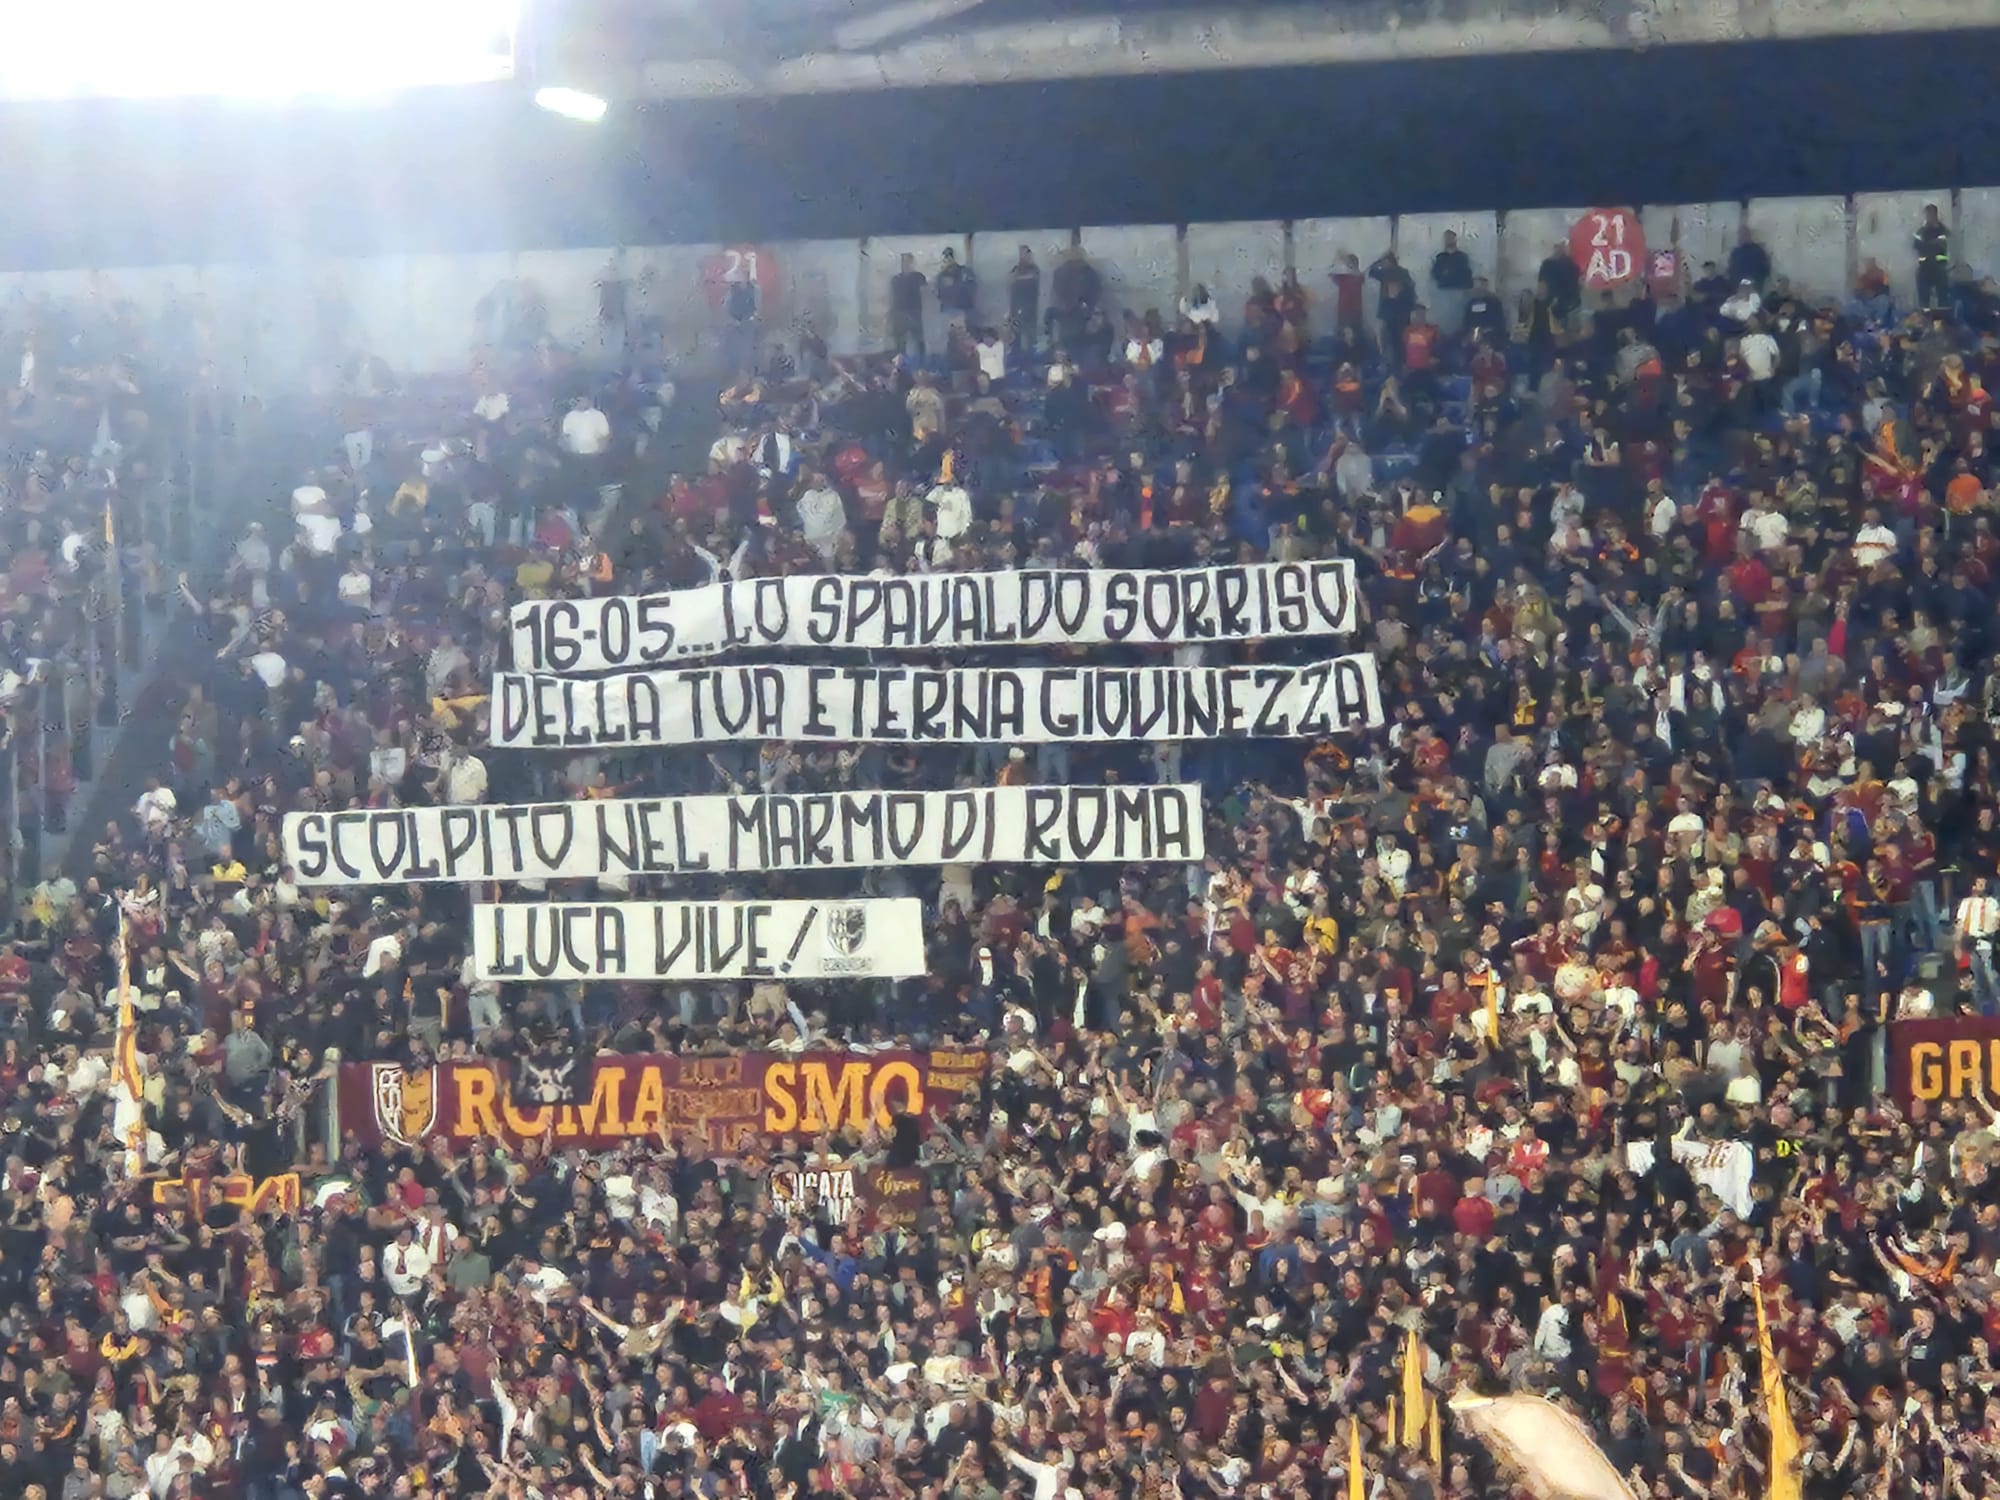 21
21
AD
16-05...LO SPAVALDO SORRISO
DELLA TUA ETERNA GIOVINEZZA
SCOLPITO NEL MARMO DI ROMA
LUCA VIVE!
ROMA SMO